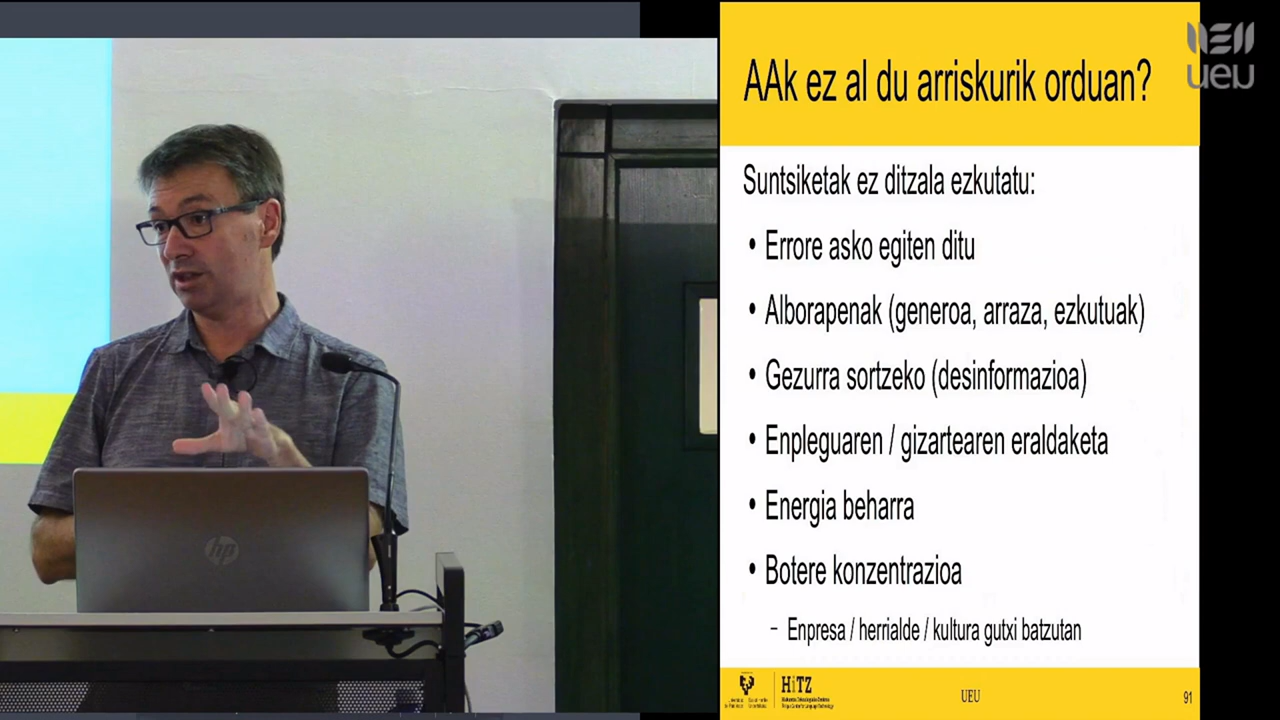 AAk ez al du arriskurik orduan?
Suntsiketak ez ditzala ezkutatu:
• Errore asko egiten ditu
• Alborapenak (generoa, arraza, ezkutuak)
• Gezurra sortzeko (desinformazioa)
• Enpleguaren / gizartearen eraldaketa
• Energia beharra
• Botere konzentrazioa
– Enpresa / herrialde / kultura gutxi batzutan
HiTZ
UEU
91
ueu
hp